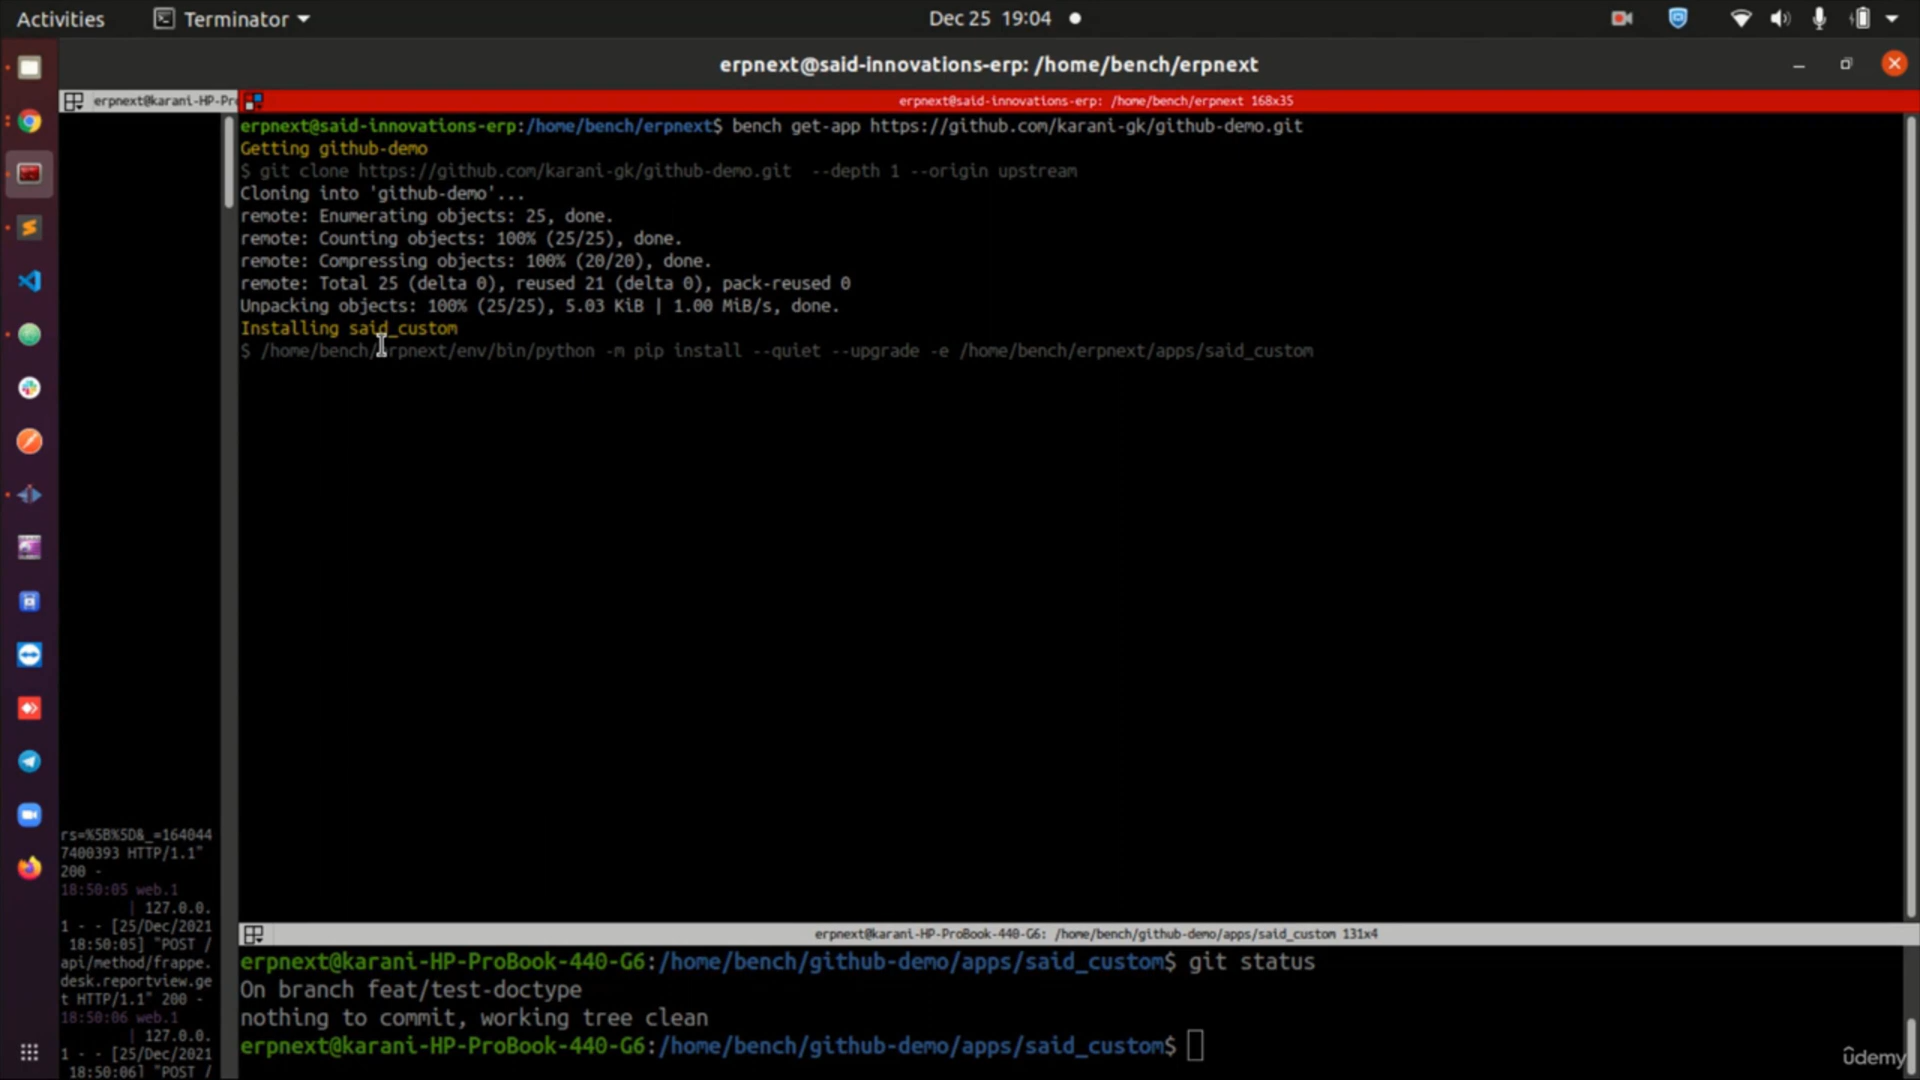 Activities
Terminator
Dec 25 19:04
erpnext@said-innovations-erp: /home/bench/erpnext
erpnext@karani-HP-Pr
erpnext@said-innovations-erp: /home/bench/erpnext 168x35
erpnext@said-innovations-erp:/home/bench/erpnext$ bench get-app https://github.com/karani-gk/github-demo.git
Getting github-demo
$ git clone https://github.com/karani-gk/github-demo.git --depth 1 --origin upstream
Cloning into 'github-demo'...
remote: Enumerating objects: 25, done.
remote: Counting objects: 100% (25/25), done.
remote: Compressing objects: 100% (20/20), done.
remote: Total 25 (delta 0), reused 21 (delta 0), pack-reused 0
Unpacking objects: 100% (25/25), 5.03 KiB | 1.00 MiB/s, done.
Installing said_custom
$ /home/bench/erpnext/env/bin/python -m pip install --quiet --upgrade -e /home/bench/erpnext/apps/said_custom
rs=%5B%5D&_=164044
7400393 HTTP/1.1"
200 -
18:50:05 web.1
| 127.0.0.
1 - - [25/Dec/2021
18:50:05] "POST /
api/method/frappe.
desk.reportview.ge
t HTTP/1.1" 200 -
18:50:06 web.1
| 127.0.0.
1 - - [25/Dec/2021
18:50:06] "POST /
erpnext@karani-HP-ProBook-440-G6: /home/bench/github-demo/apps/said_custom 131x4
erpnext@karani-HP-ProBook-440-G6:/home/bench/github-demo/apps/said_custom$ git status
On branch feat/test-doctype
nothing to commit, working tree clean
erpnext@karani-HP-ProBook-440-G6:/home/bench/github-demo/apps/said_custom$
ûdemy